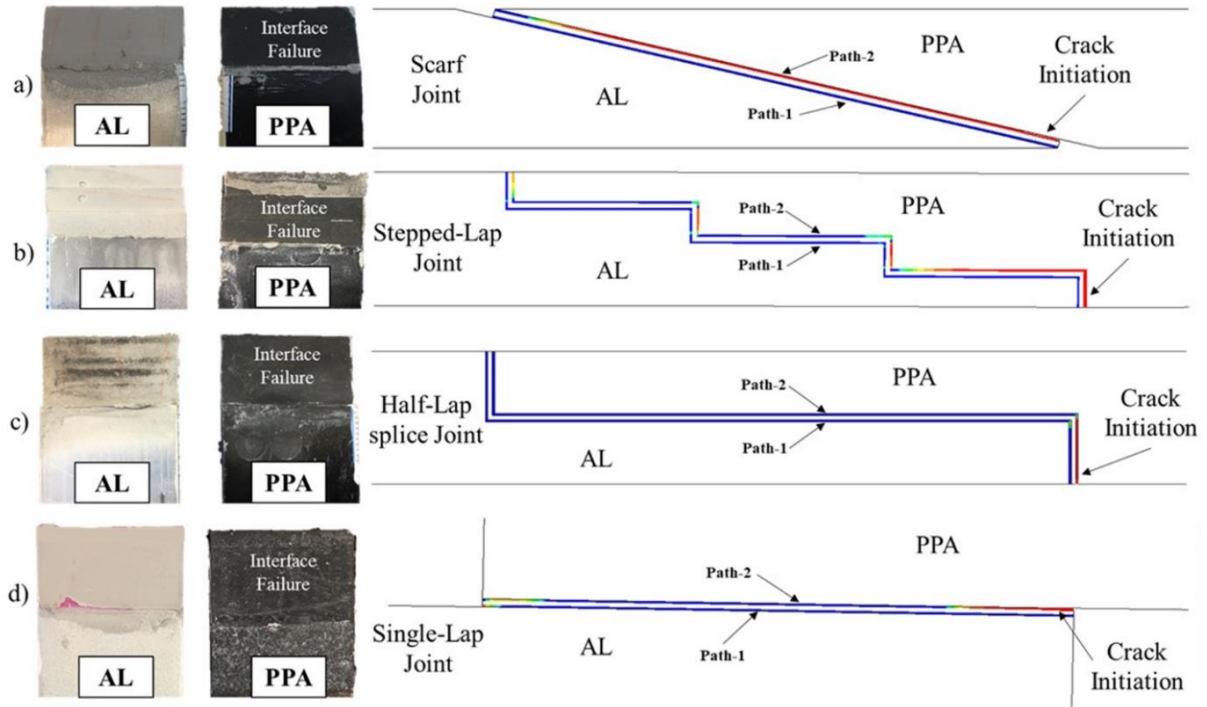 a)
AL
Interface
Failure
PPA
Scarf
Joint
AL
Path-2
Path-1
PPA
Crack
Initiation
b)
AL
Interface
Failure
PPA
Stepped-Lap
Joint
AL
Path-2
Path-1
PPA
Crack
Initiation
c)
AL
Interface
Failure
PPA
Half-Lap
splice Joint
AL
Path-2
Path-1
PPA
Crack
Initiation
d)
AL
Interface
Failure
PPA
Single-Lap
Joint
AL
Path-2
Path-1
PPA
Crack
Initiation